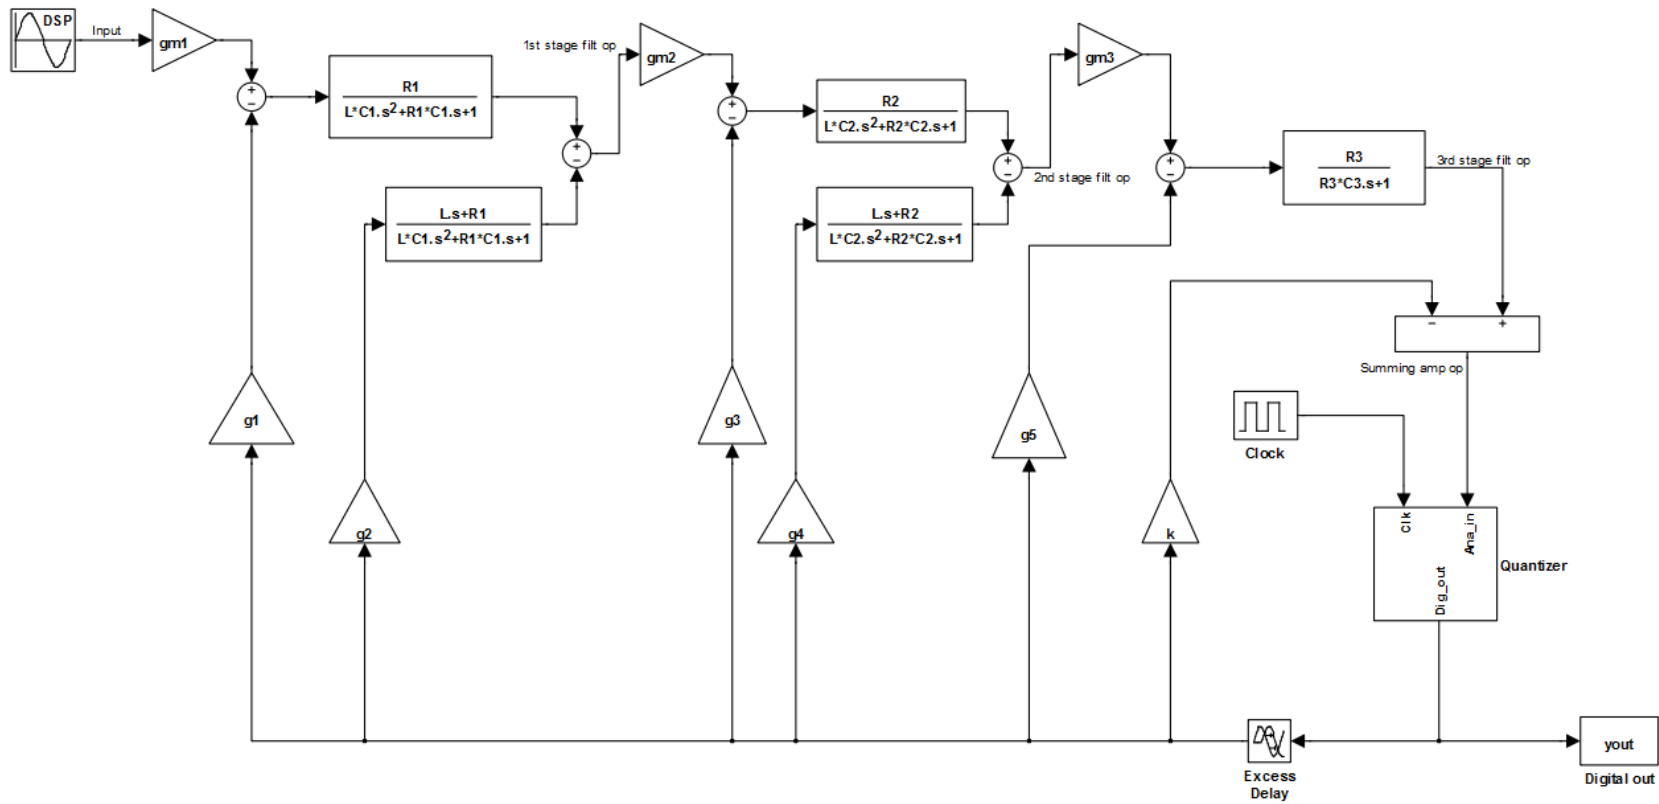 DSP
Input
gm1
+
−
R1
L*C1.s²+R1*C1.s+1
L.s+R1
L*C1.s²+R1*C1.s+1
+
−
1st stage filt op
gm2
+
−
R2
L*C2.s²+R2*C2.s+1
L.s+R2
L*C2.s²+R2*C2.s+1
+
−
2nd stage filt op
gm3
+
−
R3
R3*C3.s+1
3rd stage filt op
− +
Summing amp op
g1
g2
g3
g4
g5
k
Clock
Clk
Ana_in
Dig_out
Quantizer
Excess
Delay
yout
Digital out